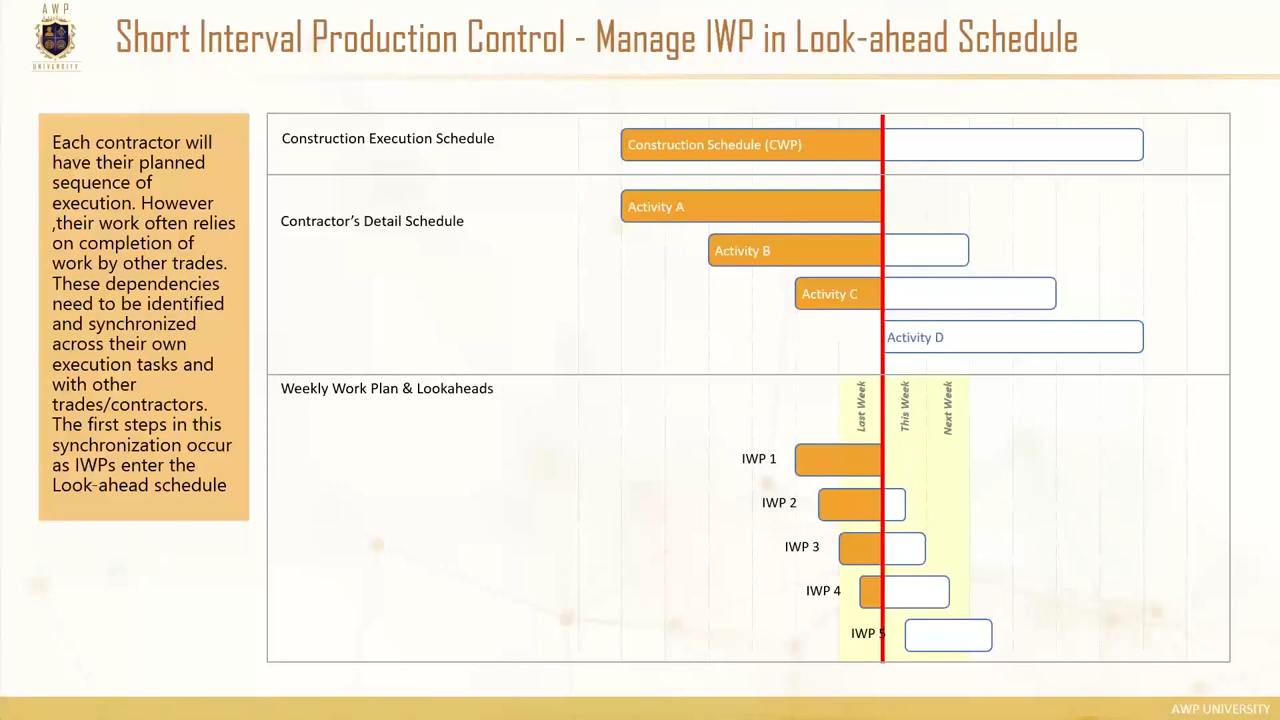 AWP
UNIVERSITY
Short Interval Production Control - Manage IWP in Look-ahead Schedule
Each contractor will
have their planned
sequence of
execution. However
,their work often relies
on completion of
work by other trades.
These dependencies
need to be identified
and synchronized
across their own
execution tasks and
with other
trades/contractors.
The first steps in this
synchronization occur
as IWPs enter the
Look-ahead schedule
Construction Execution Schedule
Construction Schedule (CWP)
Contractor's Detail Schedule
Activity A
Activity B
Activity C
Activity D
Weekly Work Plan & Lookaheads
Last Week
This Week
Next Week
IWP 1
IWP 2
IWP 3
IWP 4
IWP 5
AWP UNIVERSITY